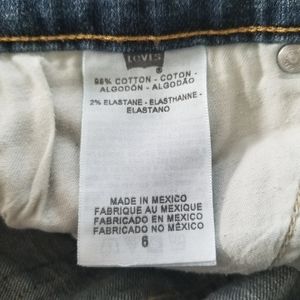 LEVI'S
®
98% COTTON - COTON -
ALGODÓN - ALGODÃO
2% ELASTANE - ELASTHANNE -
ELASTANO
MADE IN MEXICO
FABRIQUE AU MEXIQUE
FABRICADO EN MEXICO
FABRICADO NO MÉXICO
6